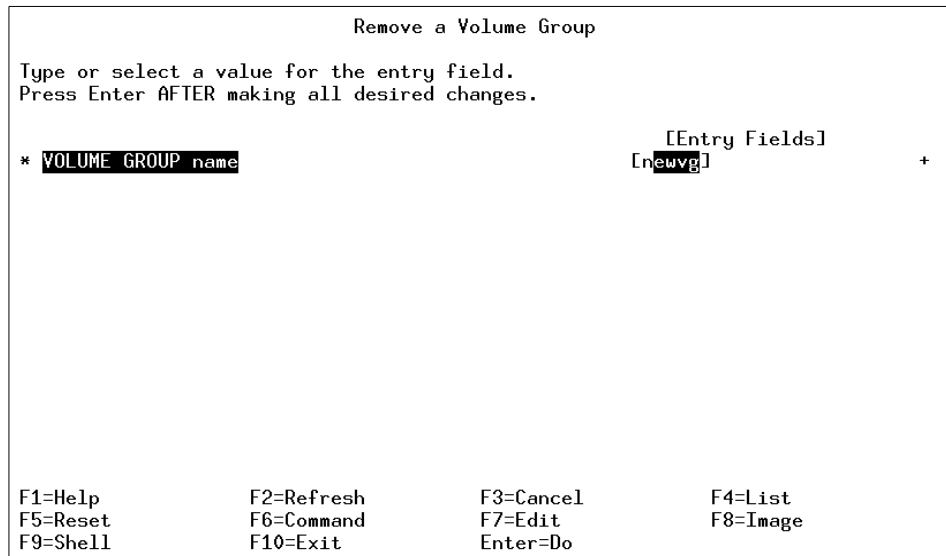 Remove a Volume Group
Type or select a value for the entry field.
Press Enter AFTER making all desired changes.
[Entry Fields]
* VOLUME GROUP name [newvg] +
F1=Help F2=Refresh F3=Cancel F4=List
F5=Reset F6=Command F7=Edit F8=Image
F9=Shell F10=Exit Enter=Do